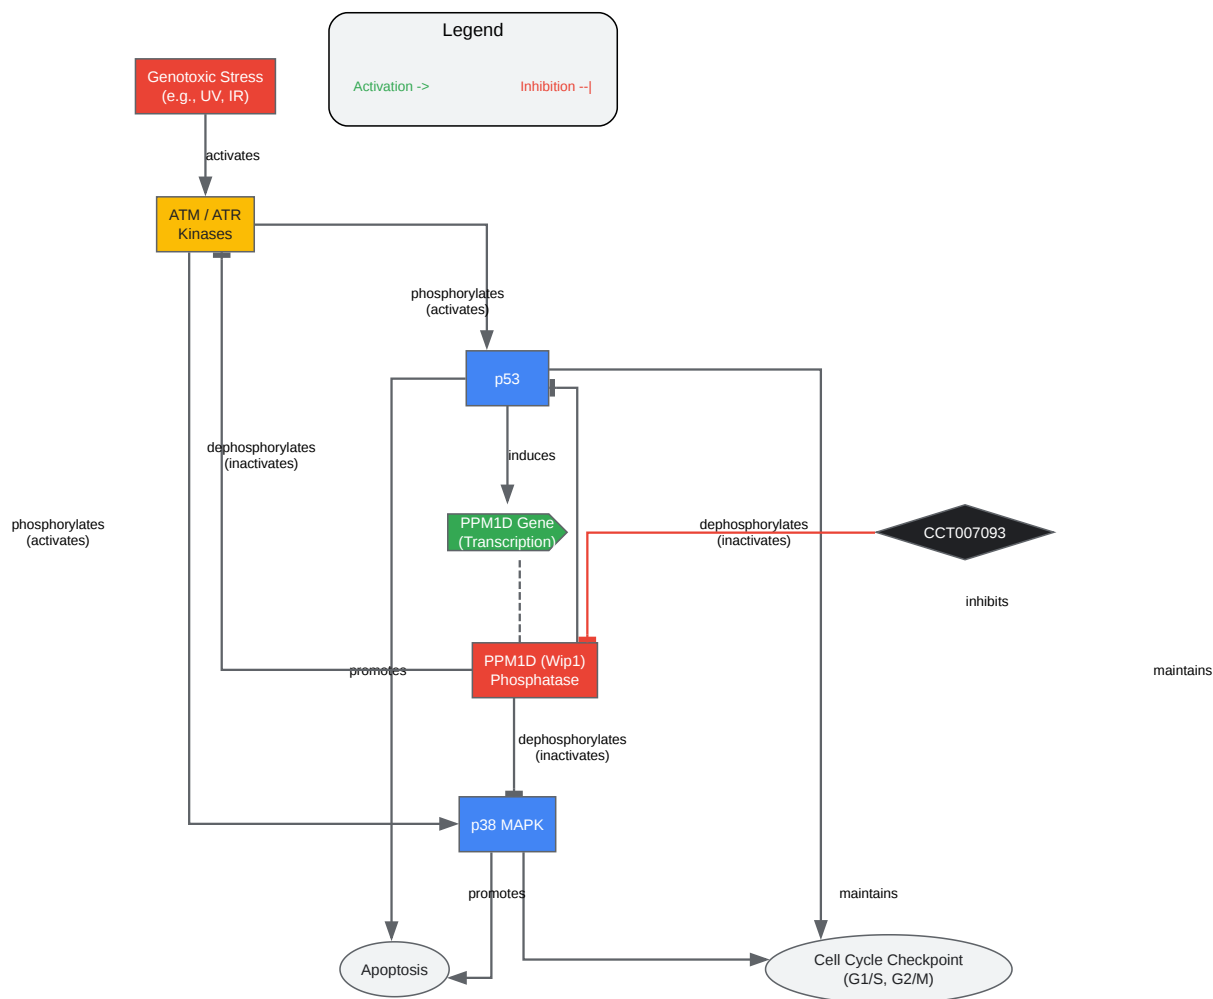 Legend
Activation ->
Inhibition --|
Genotoxic Stress
(e.g., UV, IR)
activates
ATM / ATR
Kinases
phosphorylates
(activates)
p53
dephosphorylates
(inactivates)
induces
phosphorylates
(activates)
PPM1D Gene
(Transcription)
dephosphorylates
(inactivates)
CCT007093
inhibits
PPM1D (Wip1)
Phosphatase
promotes
maintains
dephosphorylates
(inactivates)
p38 MAPK
promotes
maintains
Apoptosis
Cell Cycle Checkpoint
(G1/S, G2/M)